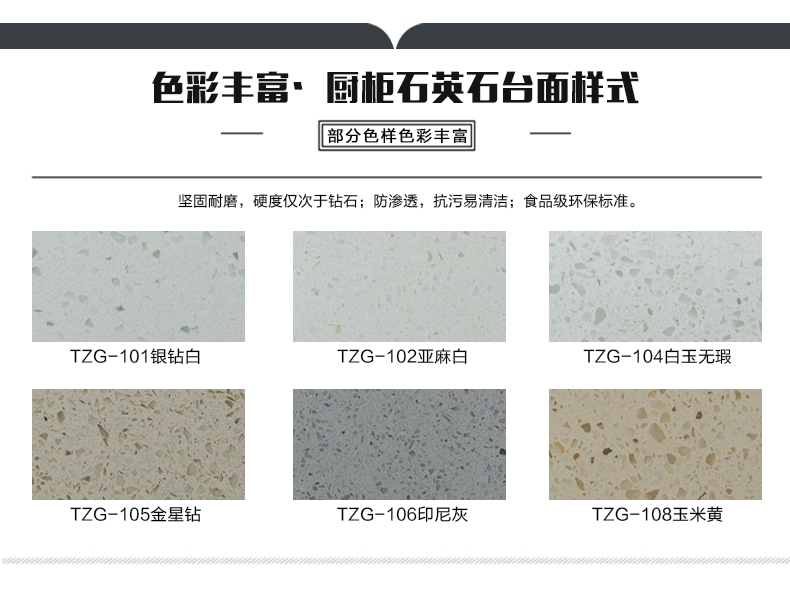 色彩丰富· 厨柜石英石台面样式
部分色样色彩丰富
坚固耐磨，硬度仅次于钻石；防渗透，抗污易清洁；食品级环保标准。
TZG-101银钻白
TZG-102亚麻白
TZG-104白玉无瑕
TZG-105金星钻
TZG-106印尼灰
TZG-108玉米黄